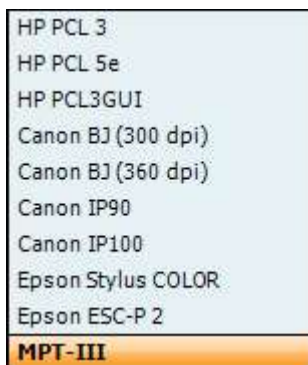 HP PCL 3
HP PCL 5e
HP PCL3GUI
Canon BJ (300 dpi)
Canon BJ (360 dpi)
Canon IP90
Canon IP100
Epson Stylus COLOR
Epson ESC-P 2
MPT-III